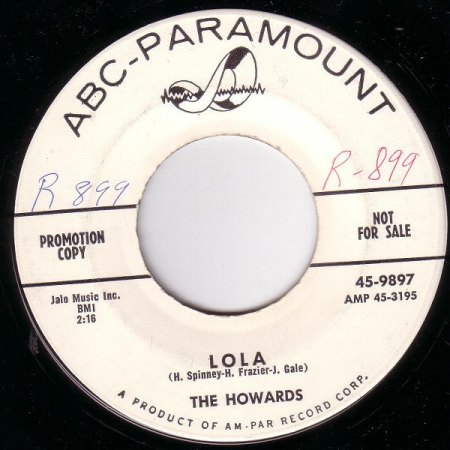 ABC-PARAMOUNT
R 899
R-899
PROMOTION
COPY
NOT
FOR SALE
Jalo Music Inc.
BMI
2:16
45-9897
AMP 45-3195
LOLA
(H. Spinney-H. Frazier-J. Gale)
THE HOWARDS
A PRODUCT OF AM-PAR RECORD CORP.